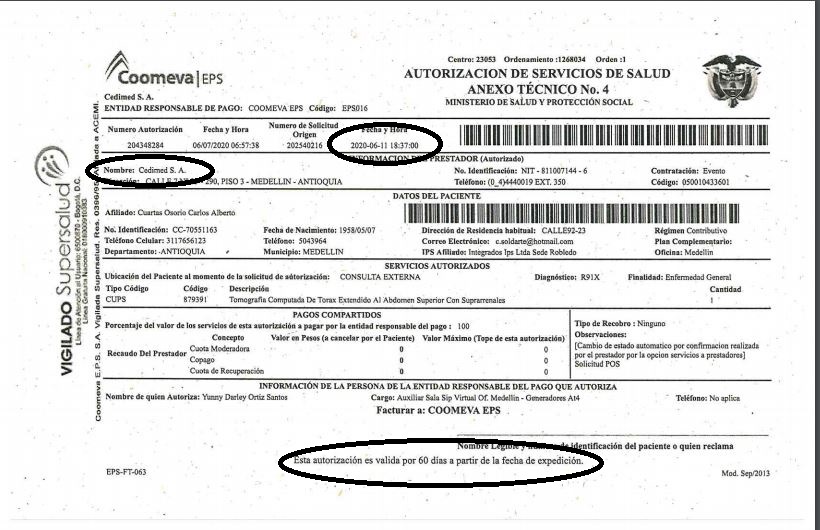 Centro: 23053 Ordenamiento :1268034 Orden :1
Coomeva EPS
AUTORIZACION DE SERVICIOS DE SALUD
ANEXO TÉCNICO No. 4
MINISTERIO DE SALUD Y PROTECCIÓN SOCIAL
Cedimed S. A.
ENTIDAD RESPONSABLE DE PAGO: COOMEVA EPS Código: EPS016
Numero Autorización Fecha y Hora Numero de Solicitud Origen Fecha y Hora
204348284 06/07/2020 06:57:38 202540216 2020-06-11 18:37:00
INFORMACION DEL PRESTADOR (Autorizado)
Nombre: Cedimed S. A. No. Identificación: NIT - 811007144 - 6 Contratación: Evento
Dirección: CALLE 290, PISO 3 - MEDELLIN - ANTIOQUIA Teléfono: (0_4)4440019 EXT. 350 Código: 050010433601
DATOS DEL PACIENTE
Afiliado: Cuartas Osorio Carlos Alberto
No. Identificación: CC-70551163 Fecha de Nacimiento: 1958/05/07 Dirección de Residencia habitual: CALLE92-23 Régimen Contributivo
Teléfono Celular: 3117656123 Teléfono: 5043964 Correo Electrónico: c.soldarte@hotmail.com Plan Complementario:
Departamento: -ANTIOQUIA Municipio: MEDELLIN IPS Afiliado: Integrados Ips Ltda Sede Robledo Oficina: Medellin
SERVICIOS AUTORIZADOS
Ubicación del Paciente al momento de la solicitud de autorización: CONSULTA EXTERNA Diagnóstico: R91X Finalidad: Enfermedad General
Tipo Código Código Descripción Cantidad
CUPS 879391 Tomografia Computada De Torax Extendido Al Abdomen Superior Con Suprarrenales 1
PAGOS COMPARTIDOS
Porcentaje del valor de los servicios de esta autorización a pagar por la entidad responsable del pago : 100
Concepto Valor en Pesos (a cancelar por el Paciente) Valor Máximo (Tope de esta autorización)
Recaudo Del Prestador
Cuota Moderadora 0 0
Copago 0 0
Cuota de Recuperación 0 0
Tipo de Recobro : Ninguno
Observaciones:
[Cambio de estado automatico por confirmacion realizada
por el prestador por la opcion servicios a prestadores]
Solicitud POS
INFORMACIÓN DE LA PERSONA DE LA ENTIDAD RESPONSABLE DEL PAGO QUE AUTORIZA
Nombre de quien Autoriza: Yunny Darley Ortiz Santos Cargo: Auxiliar Sala Sip Virtual Of. Medellin - Generadores At4 Teléfono: No aplica
Facturar a: COOMEVA EPS
Nombre Legible y de identificación del paciente o quien reclama
Esta autorización es valida por 60 días a partir de la fecha de expedición.
EPS-FT-063 Mod. Sep/2013
VIGILADO Supersalud
Línea de Atención al Usuario: 6500870 - Bogotá, D.C.
Línea Gratuita Nacional:
Coomeva E.P.S. S.A. Vigilada Supersalud. Res. a ACEMI.